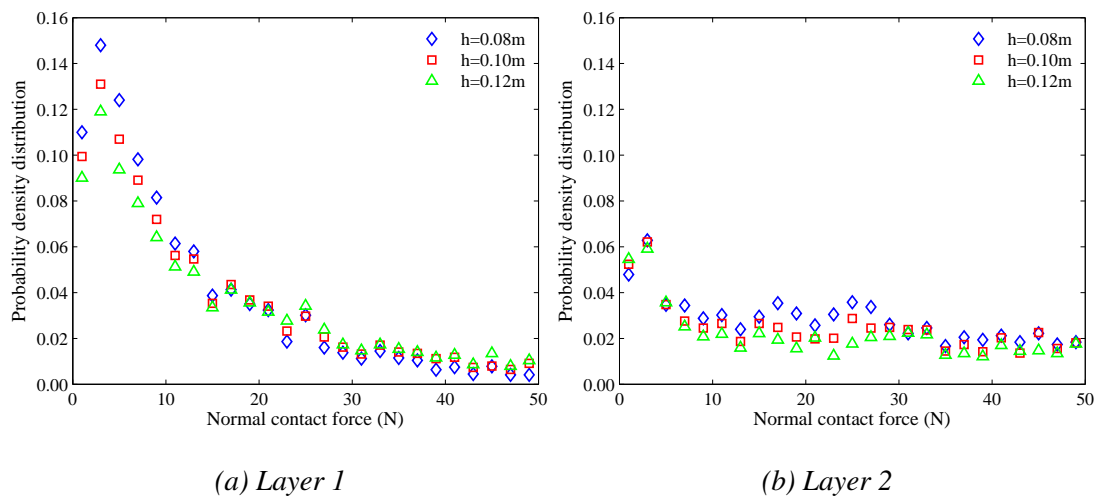 0.16
0.14
0.12
0.10
0.08
0.06
0.04
0.02
0.00
Probability density distribution
h=0.08m
h=0.10m
h=0.12m
0 10 20 30 40 50
Normal contact force (N)
(a) Layer 1
0.16
0.14
0.12
0.10
0.08
0.06
0.04
0.02
0.00
Probability density distribution
h=0.08m
h=0.10m
h=0.12m
0 10 20 30 40 50
Normal contact force (N)
(b) Layer 2